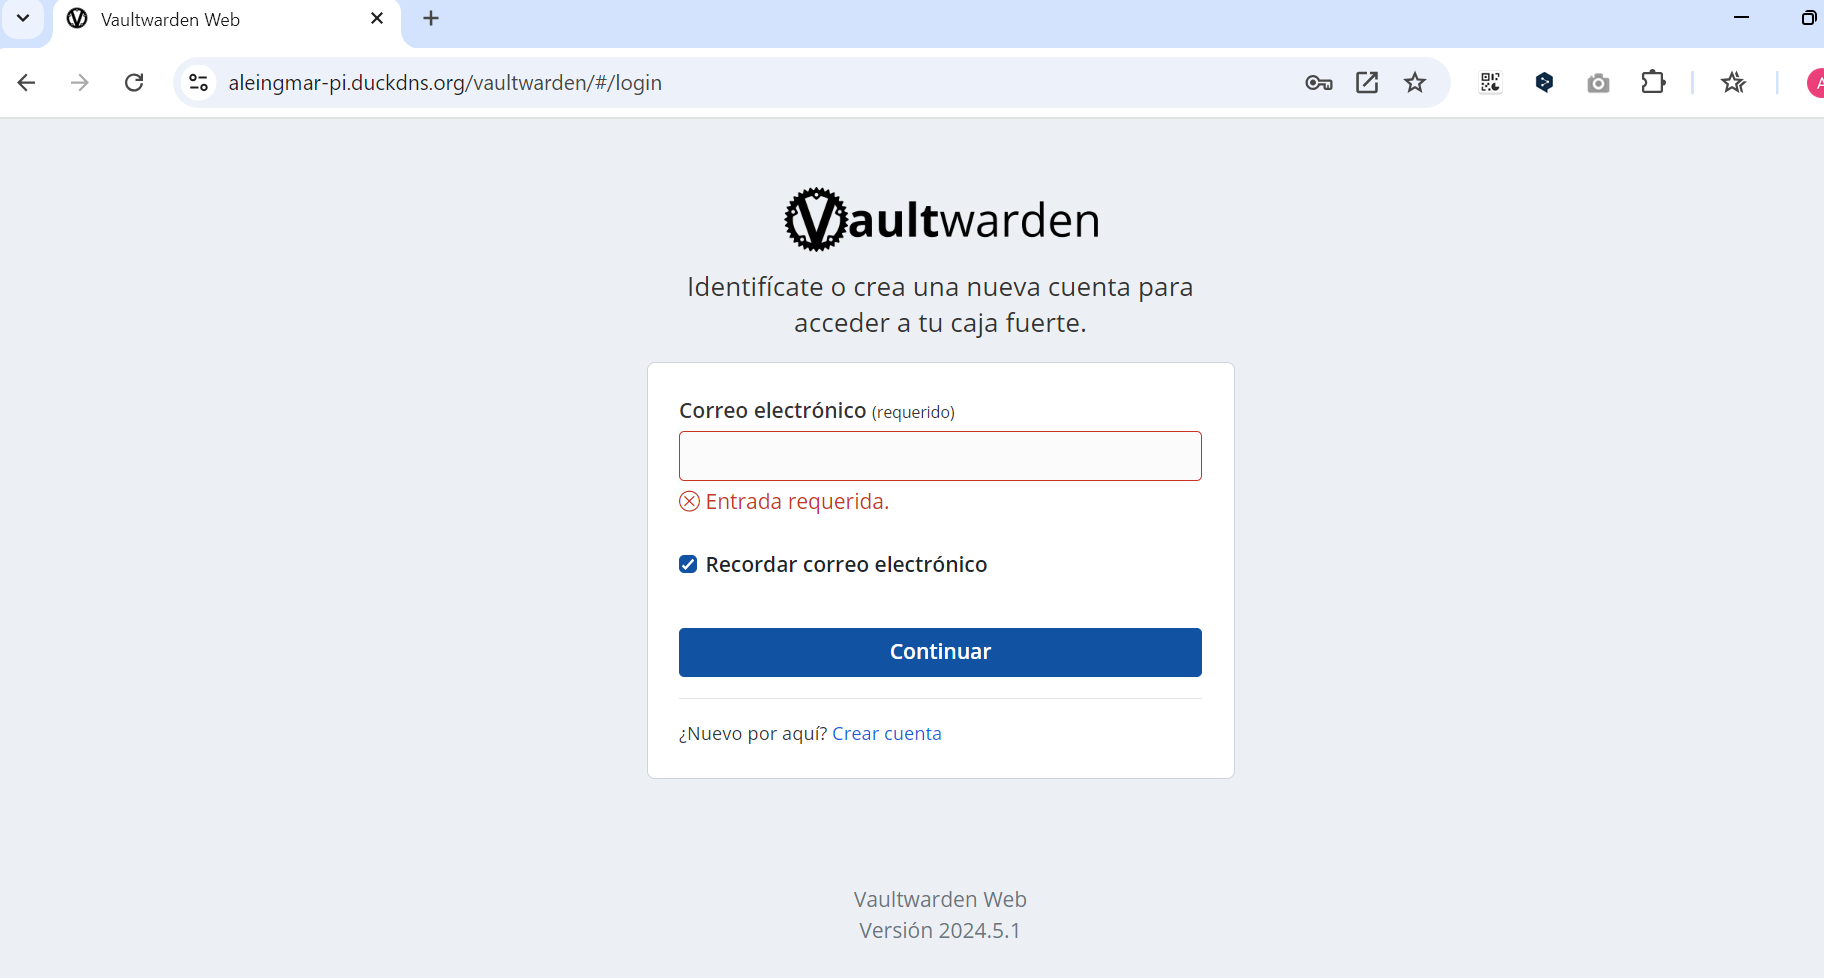 Vaultwarden Web
aleingmar-pi.duckdns.org/vaultwarden/#/login
A
Vaultwarden
Identifícate o crea una nueva cuenta para
acceder a tu caja fuerte.
Correo electrónico (requerido)
Entrada requerida.
Recordar correo electrónico
Continuar
¿Nuevo por aquí? Crear cuenta
Vaultwarden Web
Versión 2024.5.1